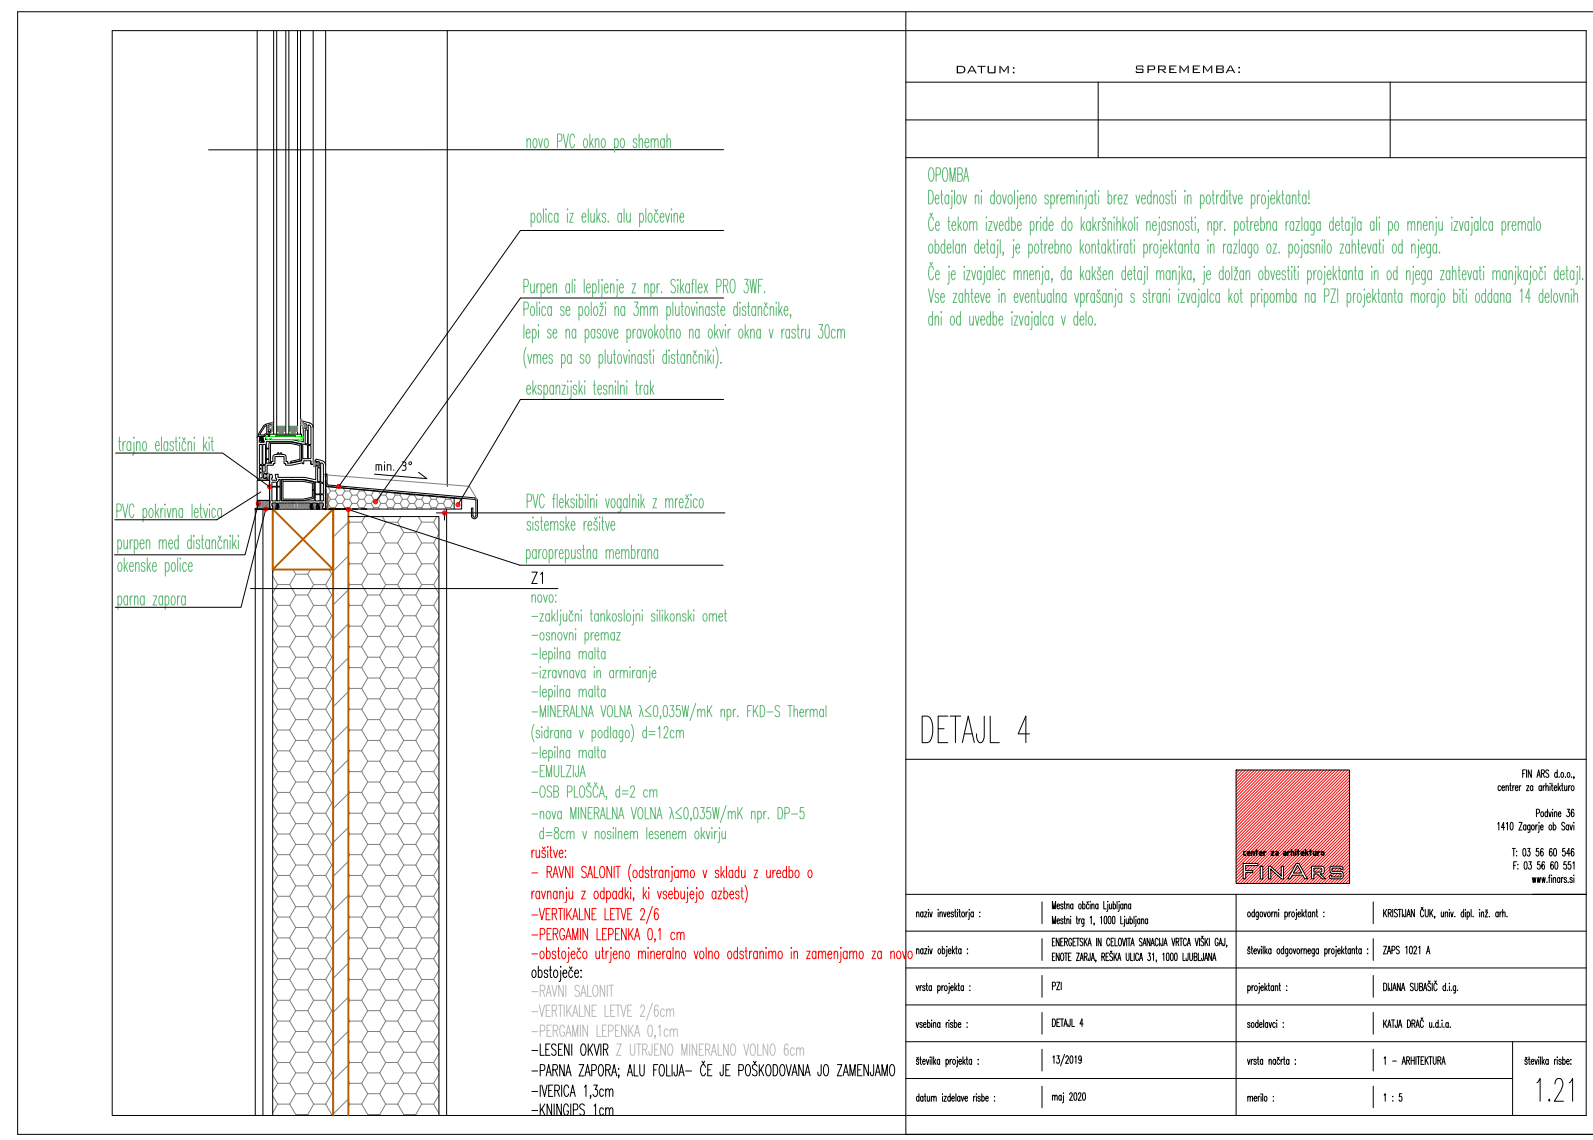 novo PVC okno po shemah
polica iz eluks. alu pločevine
Purpen ali lepljenje z npr. Sikaflex PRO 3WF.
Polica se položi na 3mm plutovinaste distančnike,
lepi se na pasove pravokotno na okvir okna v rastru 30cm
(vmes pa so plutovinasti distančniki).
ekspanzijski tesnilni trak
trajno elastični kit
min. 3°
PVC pokrivna letvica
purpen med distančniki
okenske police
parna zapora
PVC fleksibilni vogalnik z mrežico
sistemske rešitve
paroprepustna membrana
Z1
novo:
-zaključni tankoslojni silikonski omet
-osnovni premaz
-lepilna malta
-izravnava in armiranje
-lepilna malta
-MINERALNA VOLNA λ≤0,035W/mK npr. FKD-S Thermal
(sidrana v podlago) d=12cm
-lepilna malta
-EMULZIJA
-OSB PLOŠČA, d=2 cm
-nova MINERALNA VOLNA λ≤0,035W/mK npr. DP-5
d=8cm v nosilnem lesenem okvirju
rušitve:
- RAVNI SALONIT (odstranjamo v skladu z uredbo o
ravnanju z odpadki, ki vsebujejo azbest)
-VERTIKALNE LETVE 2/6
-PERGAMIN LEPENKA 0,1 cm
-obstoječo utrjeno mineralno volno odstranimo in zamenjamo za novo
obstoječe:
-RAVNI SALONIT
-VERTIKALNE LETVE 2/6cm
-PERGAMIN LEPENKA 0,1cm
-LESENI OKVIR Z UTRJENO MINERALNO VOLNO 6cm
-PARNA ZAPORA; ALU FOLIJA- ČE JE POŠKODOVANA JO ZAMENJAMO
-IVERICA 1,3cm
-KNINGIPS 1cm
DATUM: SPREMEMBA:
OPOMBA
Detajlov ni dovoljeno spreminjati brez vednosti in potrditve projektanta!
Če tekom izvedbe pride do kakršnihkoli nejasnosti, npr. potrebna razlaga detajla ali po mnenju izvajalca premalo
obdelan detajl, je potrebno kontaktirati projektanta in razlago oz. pojasnilo zahtevati od njega.
Če je izvajalec mnenja, da kakšen detajl manjka, je dolžan obvestiti projektanta in od njega zahtevati manjkajoči detajl.
Vse zahteve in eventualna vprašanja s strani izvajalca kot pripomba na PZI projektanta morajo biti oddana 14 delovnih
dni od uvedbe izvajalca v delo.
DETAJL 4
center za arhitekturo
FINARS
FIN ARS d.o.o.,
centrer za arhitekturo
Podvine 36
1410 Zagorje ob Savi
T: 03 56 60 546
F: 03 56 60 551
www.finars.si
naziv investitorja : Mestna občina Ljubljana
Mestni trg 1, 1000 Ljubljana
odgovorni projektant : KRISTIJAN ČUK, univ. dipl. inž. arh.
naziv objekta : ENERGETSKA IN CELOVITA SANACIJA VRTCA VIŠKI GAJ,
ENOTE ZARJA, REŠKA ULICA 31, 1000 LJUBLJANA
številka odgovornega projektanta : ZAPS 1021 A
vrsta projekta : PZI
projektant : DIJANA SUBAŠIČ d.i.g.
vsebina risbe : DETAJL 4
sodelavci : KATJA DRAČ u.d.i.a.
številka projekta : 13/2019
vrsta načrta : 1 - ARHITEKTURA
številka risbe:
1.21
datum izdelave risbe : maj 2020
merilo : 1 : 5